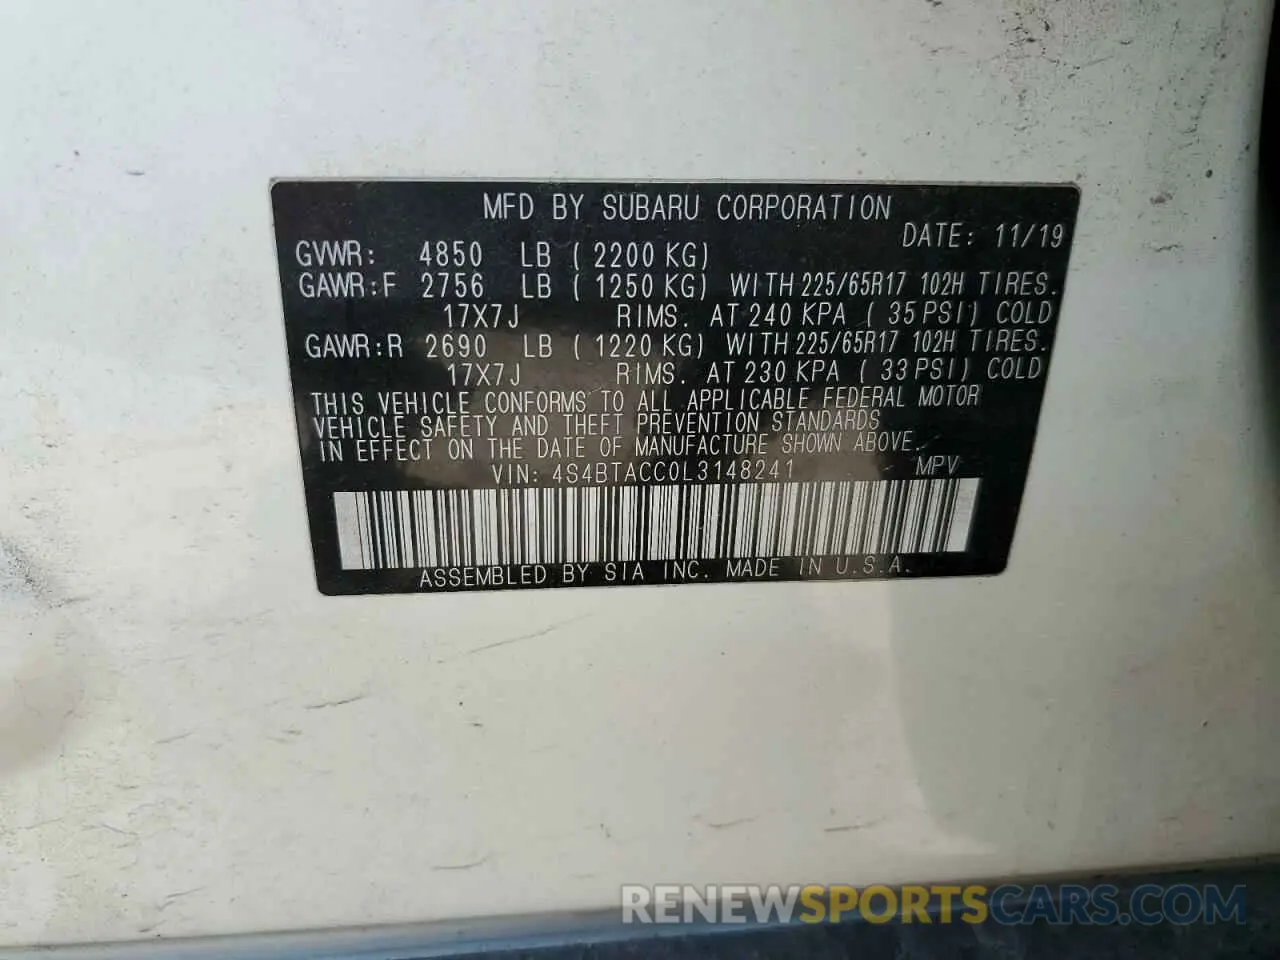 MFD BY SUBARU CORPORATION
DATE: 11/19
GVWR: 4850 LB ( 2200 KG)
GAWR:F 2756 LB ( 1250 KG) WITH 225/65R17 102H TIRES.
17X7J RIMS. AT 240 KPA ( 35 PSI) COLD
GAWR:R 2690 LB ( 1220 KG) WITH 225/65R17 102H TIRES.
17X7J RIMS. AT 230 KPA ( 33 PSI) COLD
THIS VEHICLE CONFORMS TO ALL APPLICABLE FEDERAL MOTOR
VEHICLE SAFETY AND THEFT PREVENTION STANDARDS
IN EFFECT ON THE DATE OF MANUFACTURE SHOWN ABOVE.
VIN: 4S4BTACC0L3148241 MPV
ASSEMBLED BY SIA INC. MADE IN U.S.A.
RENEWSPORTSCARS.COM